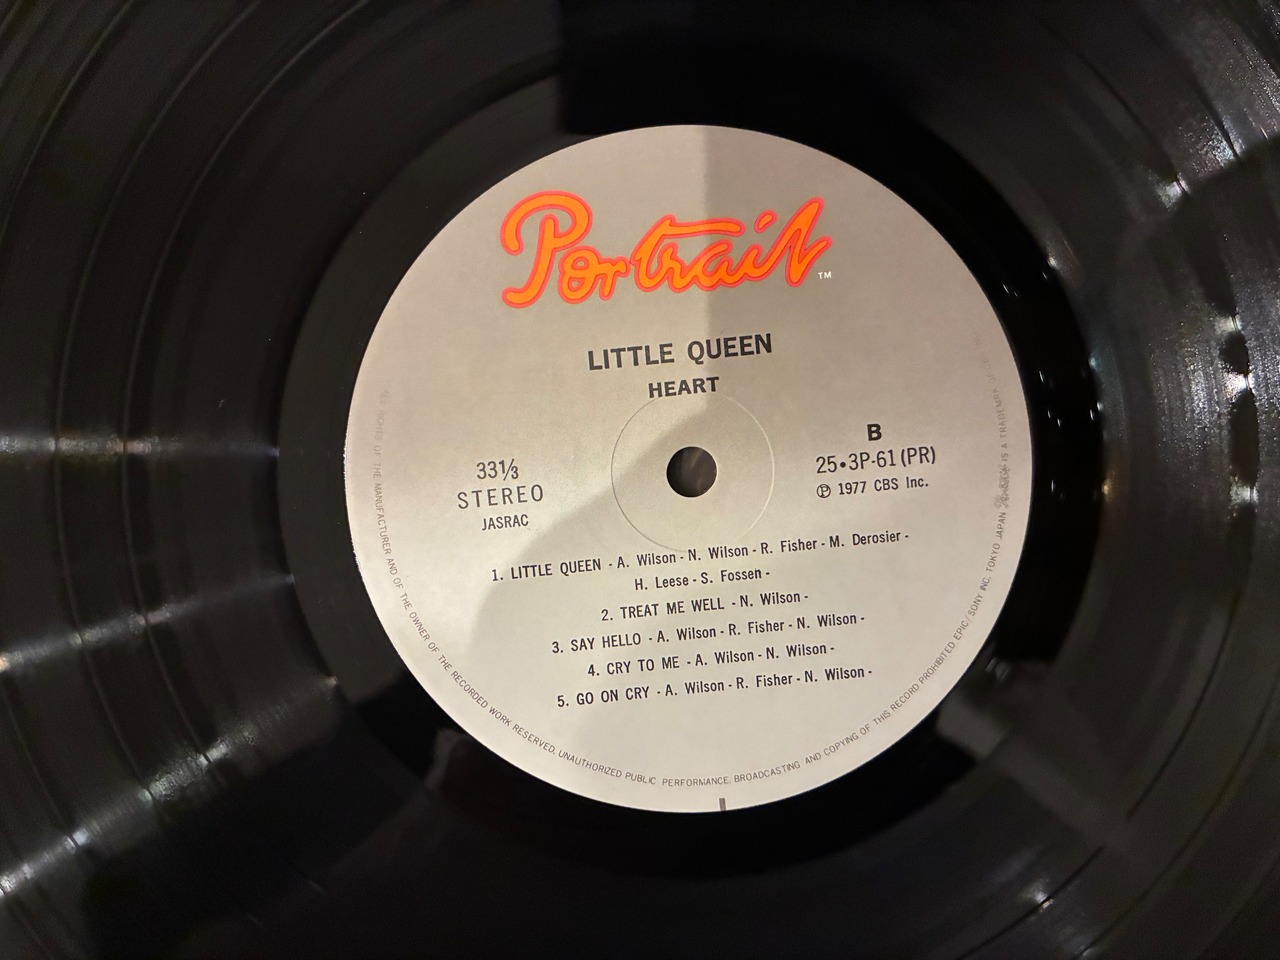 Portrait
TM
LITTLE QUEEN
HEART
B
33⅓
25•3P-61(PR)
STEREO
Ⓟ 1977 CBS Inc.
JASRAC
1. LITTLE QUEEN - A. Wilson - N. Wilson - R. Fisher - M. Derosier -
H. Leese - S. Fossen -
2. TREAT ME WELL - N. Wilson -
3. SAY HELLO - A. Wilson - R. Fisher - N. Wilson -
4. CRY TO ME - A. Wilson - N. Wilson -
5. GO ON CRY - A. Wilson - R. Fisher - N. Wilson -
RIGHTS OF THE MANUFACTURER AND OF THE OWNER OF THE RECORDED WORK RESERVED. UNAUTHORIZED PUBLIC PERFORMANCE. BROADCASTING AND COPYING OF THIS RECORD PROHIBITED EPIC/SONY INC. TOKYO JAPAN IS A TRADEMARK OF